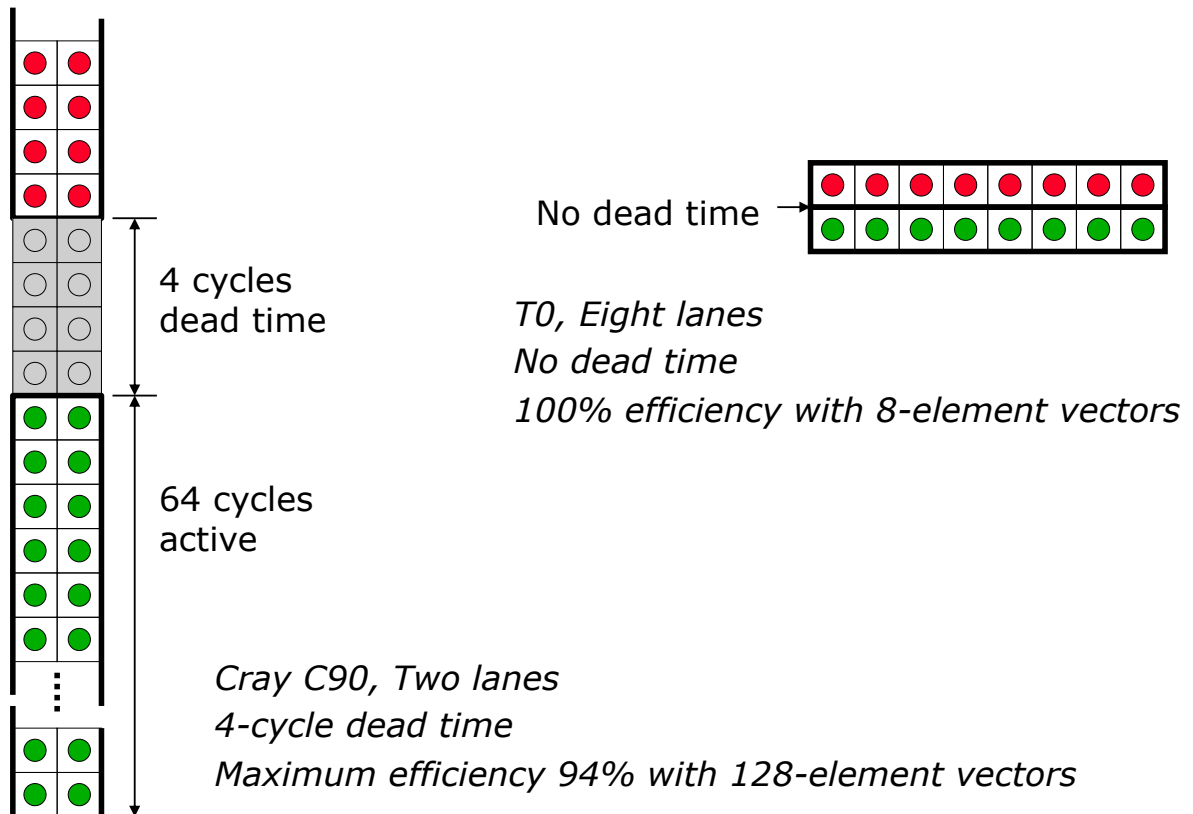 No dead time
4 cycles
dead time
T0, Eight lanes
No dead time
100% efficiency with 8-element vectors
64 cycles
active
Cray C90, Two lanes
4-cycle dead time
Maximum efficiency 94% with 128-element vectors